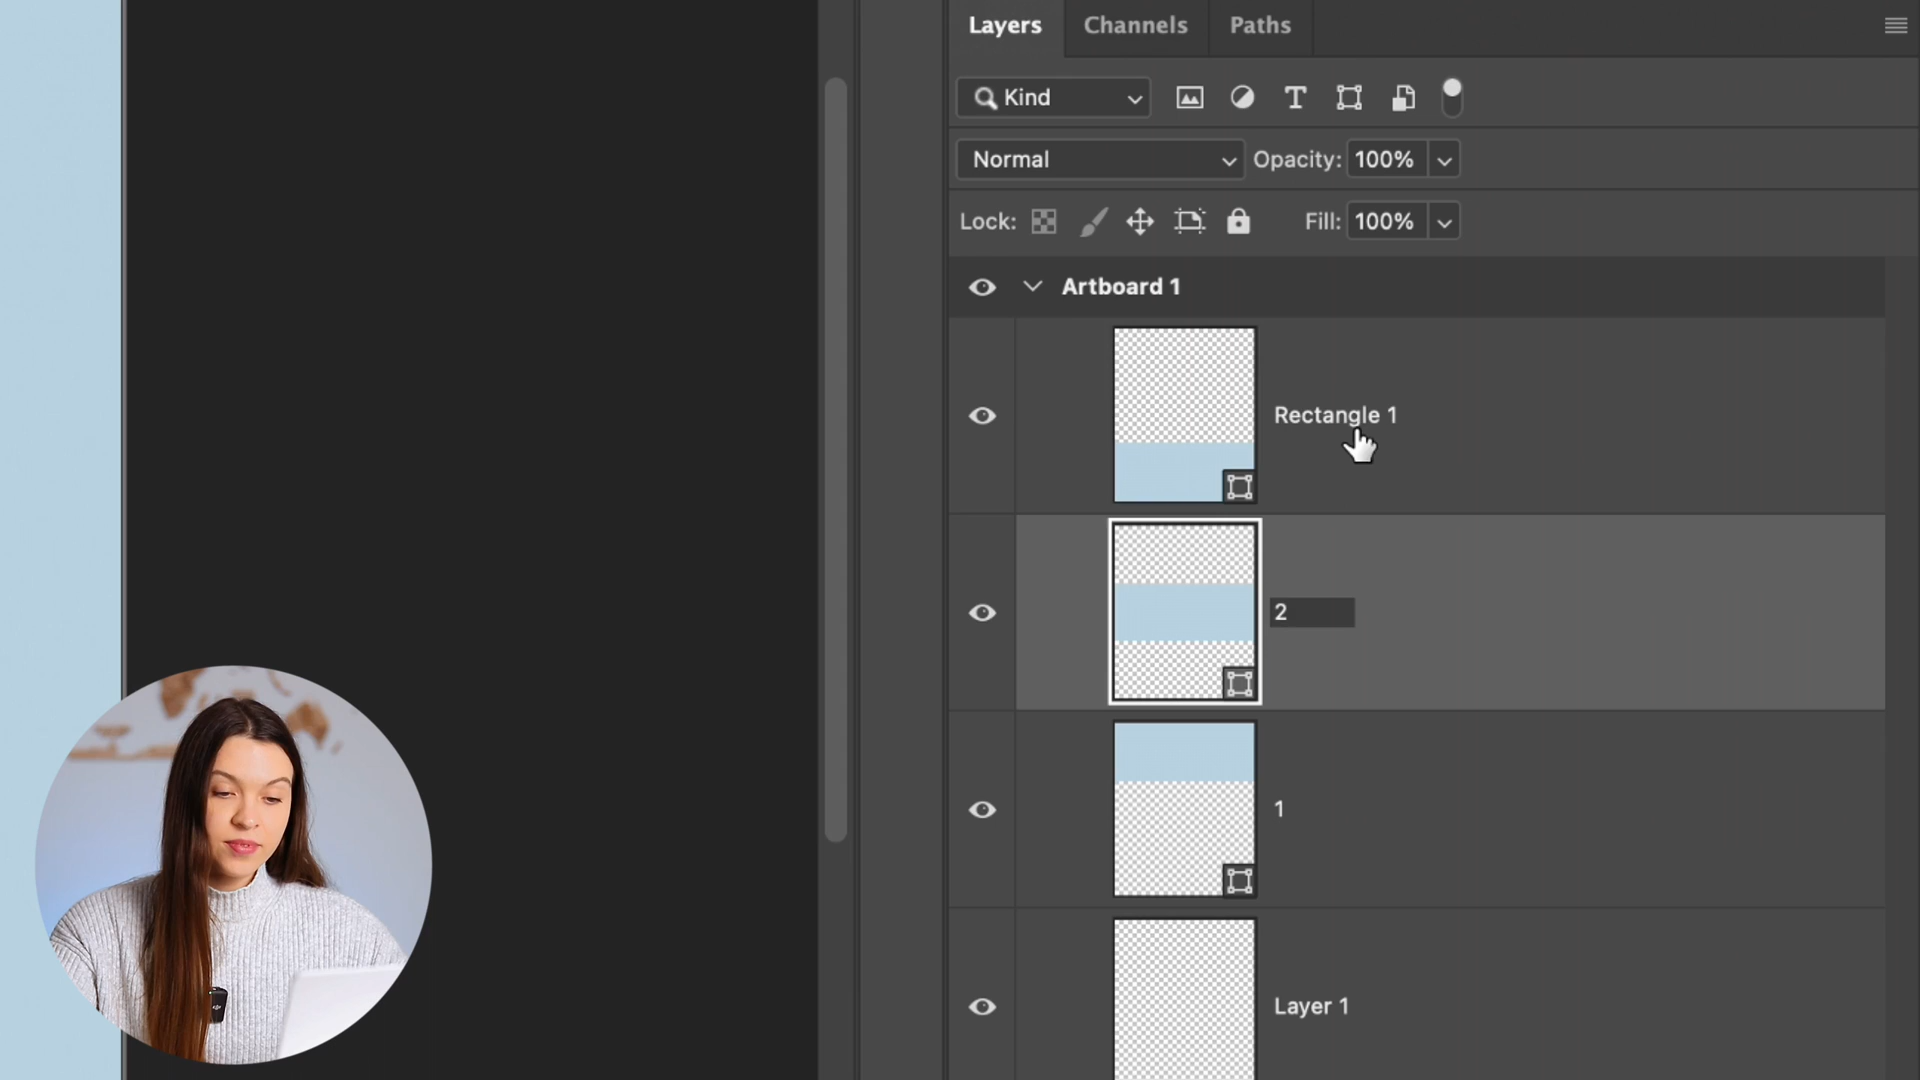 Layers Channels Paths
Kind
Normal Opacity: 100%
Lock: Fill: 100%
Artboard 1
Rectangle 1
2
1
Layer 1